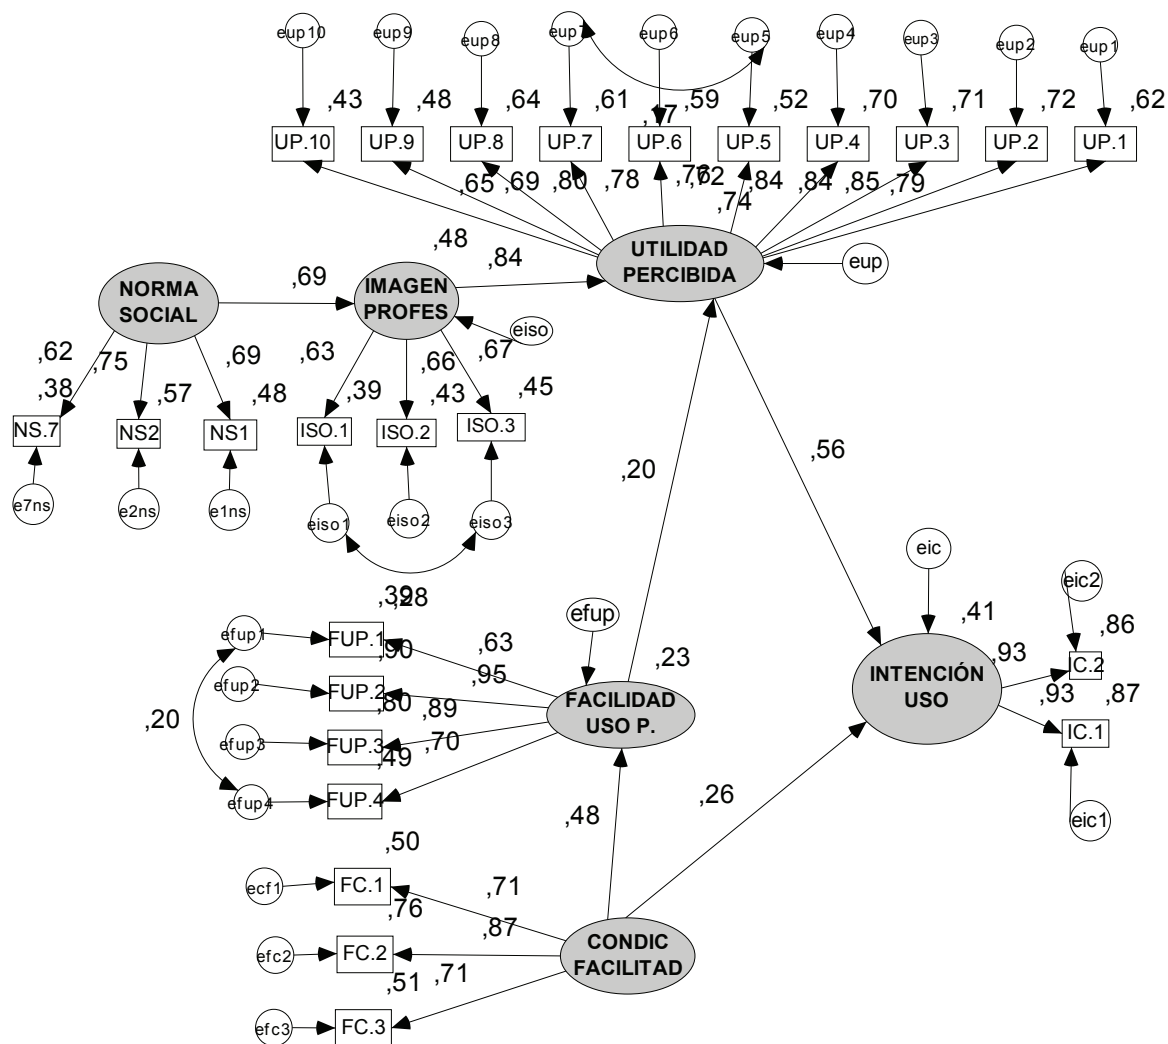 eup10 eup9 eup8 eup7 eup6 eup5 eup4 eup3 eup2 eup1
,43 ,48 ,64 ,61 ,59 ,52 ,70 ,71 ,72 ,62
,17
UP.10 UP.9 UP.8 UP.7 UP.6 UP.5 UP.4 UP.3 UP.2 UP.1
,65 ,69 ,80 ,78 ,76 ,72 ,84 ,84 ,85 ,79
,74
,48
,84
UTILIDAD
PERCIBIDA
eup
NORMA
SOCIAL
,69
IMAGEN
PROFES
eiso
,62 ,75 ,69 ,63 ,66 ,67
,38 ,57 ,48 ,39 ,43 ,45
NS.7 NS2 NS1 ISO.1 ISO.2 ISO.3
e7ns e2ns e1ns eiso1 eiso2 eiso3
,20
,56
eic
eic2
,39 ,28
efup
,41
,86
efup1 FUP.1 ,63
,23
,93 IC.2
,90 ,95
efup2 FUP.2
FACILIDAD
USO P.
INTENCIÓN
USO
,93 ,87
,80 ,89
,20
efup3 FUP.3 ,70
IC.1
,49
efup4 FUP.4
,48
,26
eic1
,50
ecf1 FC.1 ,71
,76 ,87
efc2 FC.2
CONDIC
FACILITAD
,51 ,71
efc3 FC.3